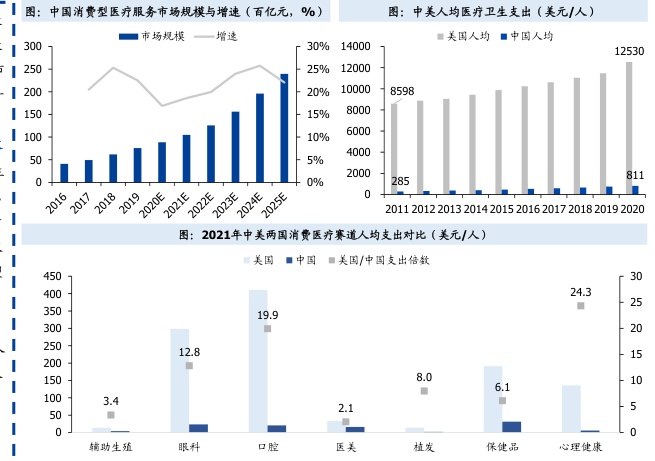 图：中国消费型医疗服务市场规模与增速（百亿元，%）
市场规模 增速
300 30%
250 25%
200 20%
150 15%
100 10%
50 5%
0 0%
2016 2017 2018 2019 2020E 2021E 2022E 2023E 2024E 2025E
图：中美人均医疗卫生支出（美元/人）
美国人均 中国人均
14000
12000
10000
8000
6000
4000
2000
0
8598
12530
285
811
2011 2012 2013 2014 2015 2016 2017 2018 2019 2020
图：2021年中美两国消费医疗赛道人均支出对比（美元/人）
美国 中国 美国/中国支出倍数
450 30
400
350 25
300 20
250
200 15
150 10
100
50 5
0 0
3.4 12.8 19.9 2.1 8.0 6.1 24.3
辅助生殖 眼科 口腔 医美 植发 保健品 心理健康